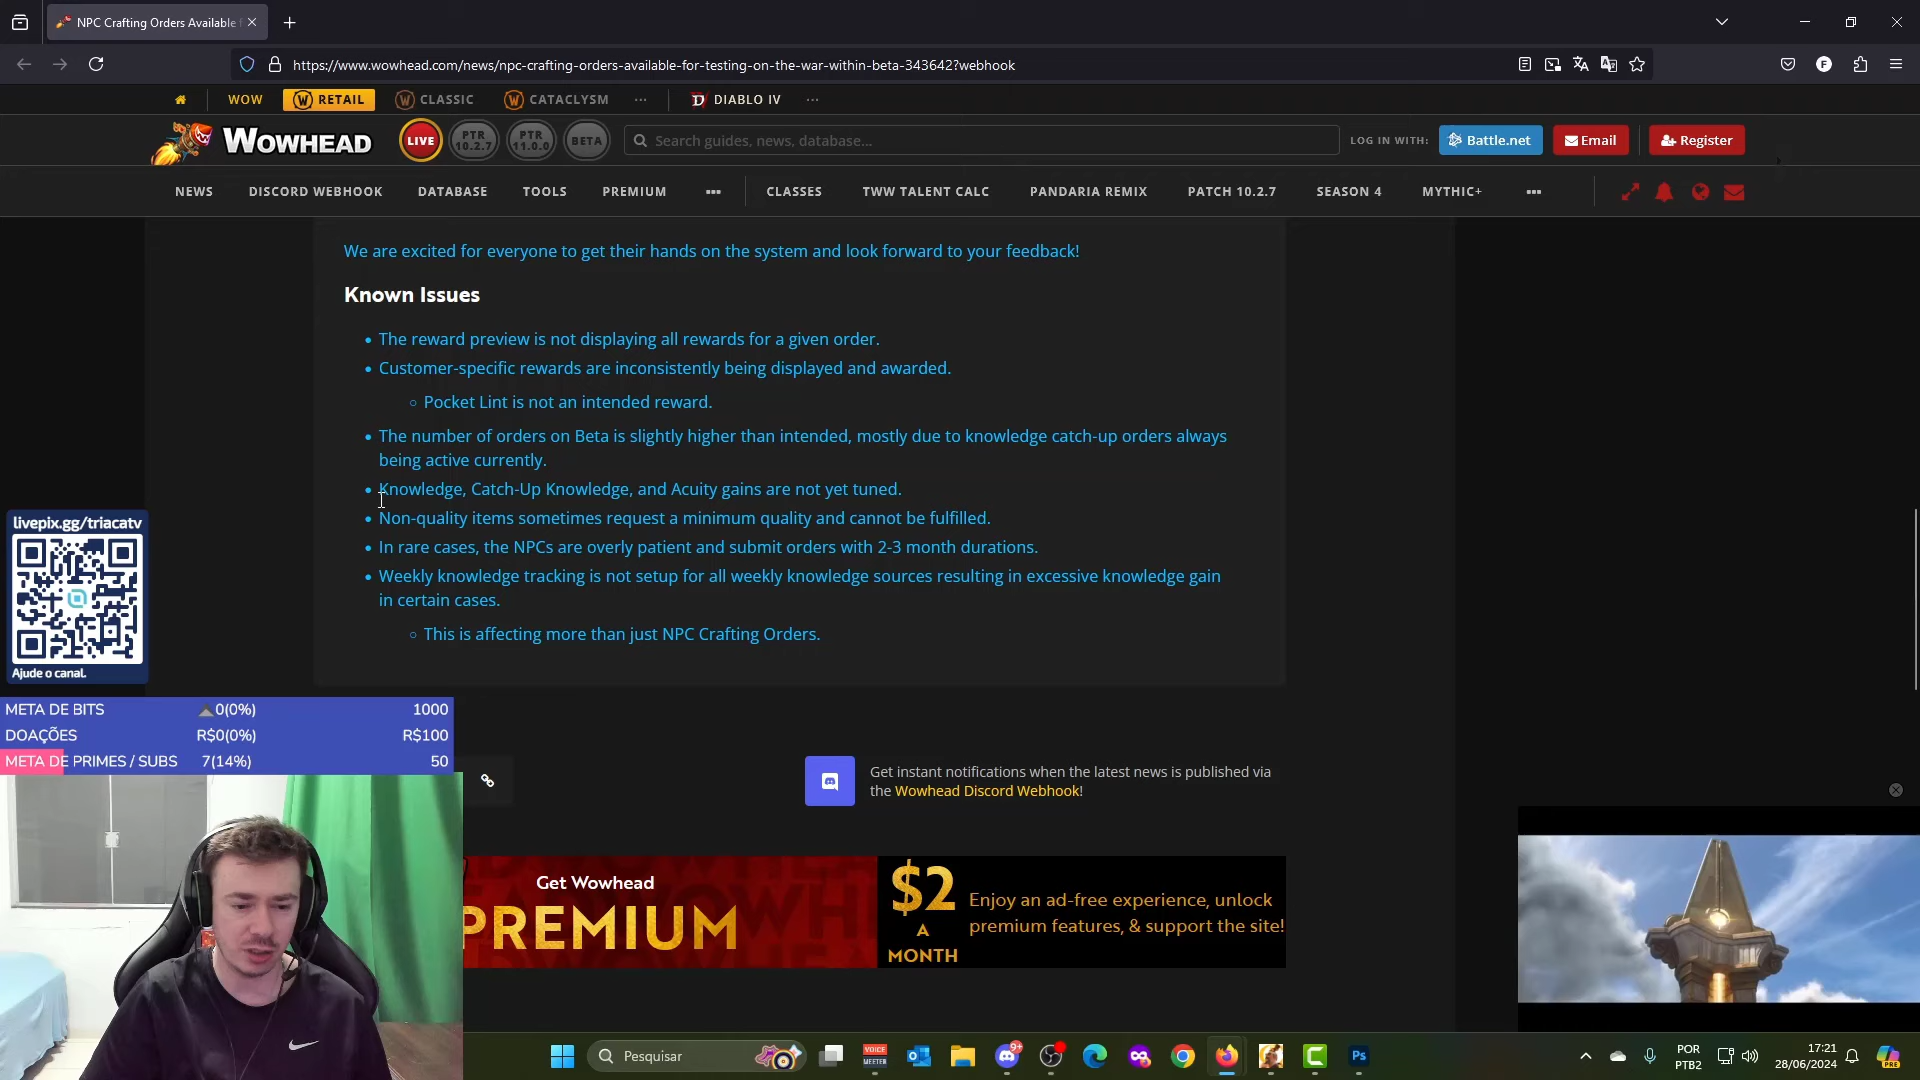 NPC Crafting Orders Available
https://www.wowhead.com/news/npc-crafting-orders-available-for-testing-on-the-war-within-beta-343642?webhook
WOW
RETAIL
CLASSIC
CATACLYSM
DIABLO IV
WOWHEAD
LIVE
PTR
10.2.7
PTR
11.0.0
BETA
Search guides, news, database...
LOG IN WITH:
Battle.net
Email
Register
NEWS
DISCORD WEBHOOK
DATABASE
TOOLS
PREMIUM
CLASSES
TWW TALENT CALC
PANDARIA REMIX
PATCH 10.2.7
SEASON 4
MYTHIC+
We are excited for everyone to get their hands on the system and look forward to your feedback!
Known Issues
The reward preview is not displaying all rewards for a given order.
Customer-specific rewards are inconsistently being displayed and awarded.
Pocket Lint is not an intended reward.
The number of orders on Beta is slightly higher than intended, mostly due to knowledge catch-up orders always
being active currently.
Knowledge, Catch-Up Knowledge, and Acuity gains are not yet tuned.
Non-quality items sometimes request a minimum quality and cannot be fulfilled.
In rare cases, the NPCs are overly patient and submit orders with 2-3 month durations.
Weekly knowledge tracking is not setup for all weekly knowledge sources resulting in excessive knowledge gain
in certain cases.
This is affecting more than just NPC Crafting Orders.
livepix.gg/triacatv
Ajude o canal.
META DE BITS 0(0%) 1000
DOAÇÕES R$0(0%) R$100
META DE PRIMES / SUBS 7(14%) 50
Get instant notifications when the latest news is published via
the Wowhead Discord Webhook!
Get Wowhead
PREMIUM
$2
A
MONTH
Enjoy an ad-free experience, unlock
premium features, & support the site!
Pesquisar
VOICE
MEETER
9+
Ps
POR
PTB2
17:21
28/06/2024
PRE